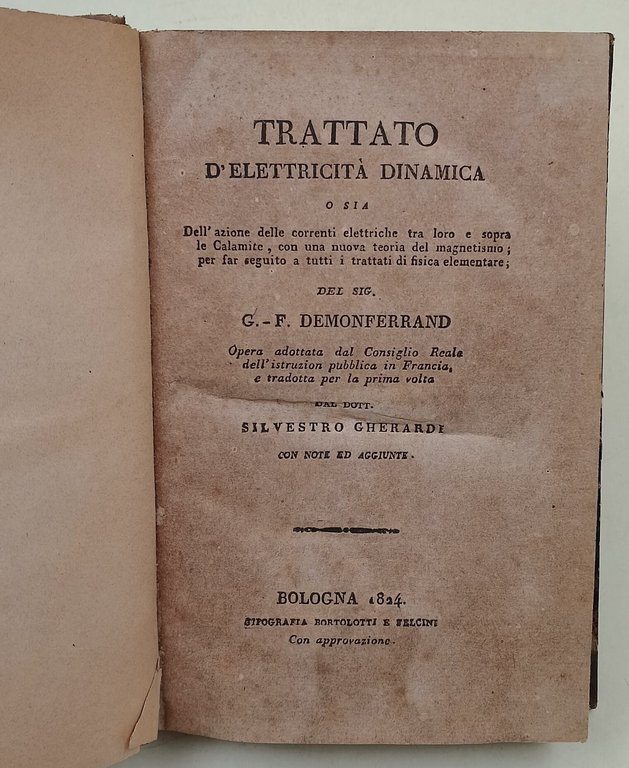 TRATTATO
D'ELETTRICITÀ DINAMICA
O SIA
Dell'azione delle correnti elettriche tra loro e sopra
le Calamite, con una nuova teoria del magnetismo;
per far seguito a tutti i trattati di fisica elementare;
DEL SIG.
G.-F. DEMONFERRAND
Opera adottata dal Consiglio Reale
dell'istruzion pubblica in Francia,
e tradotta per la prima volta
DAL DOTT.
SILVESTRO GHERARDI
CON NOTE ED AGGIUNTE.
BOLOGNA 1824.
TIPOGRAFIA BORTOLOTTI E FELCINI
Con approvazione.